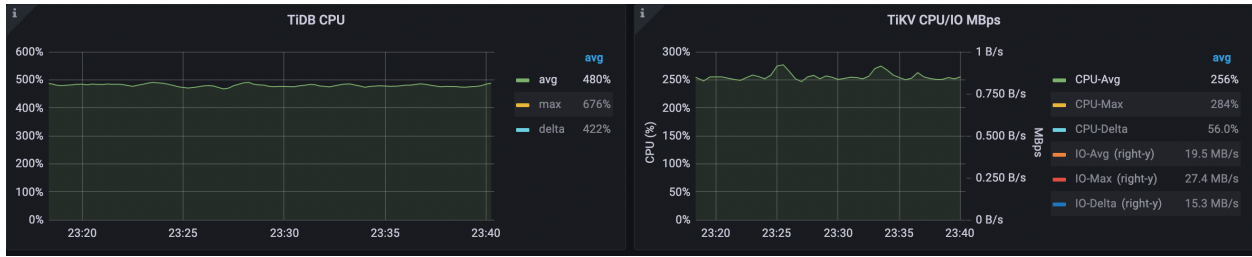 i
TiDB CPU
600%
500%
400%
300%
200%
100%
0%
23:20 23:25 23:30 23:35 23:40
avg
avg 480%
max 676%
delta 422%
i
TiKV CPU/IO MBps
CPU (%)
300%
250%
200%
150%
100%
50%
0%
23:20 23:25 23:30 23:35 23:40
1 B/s
0.750 B/s
0.500 B/s
0.250 B/s
0 B/s
MBps
avg
CPU-Avg 256%
CPU-Max 284%
CPU-Delta 56.0%
IO-Avg (right-y) 19.5 MB/s
IO-Max (right-y) 27.4 MB/s
IO-Delta (right-y) 15.3 MB/s